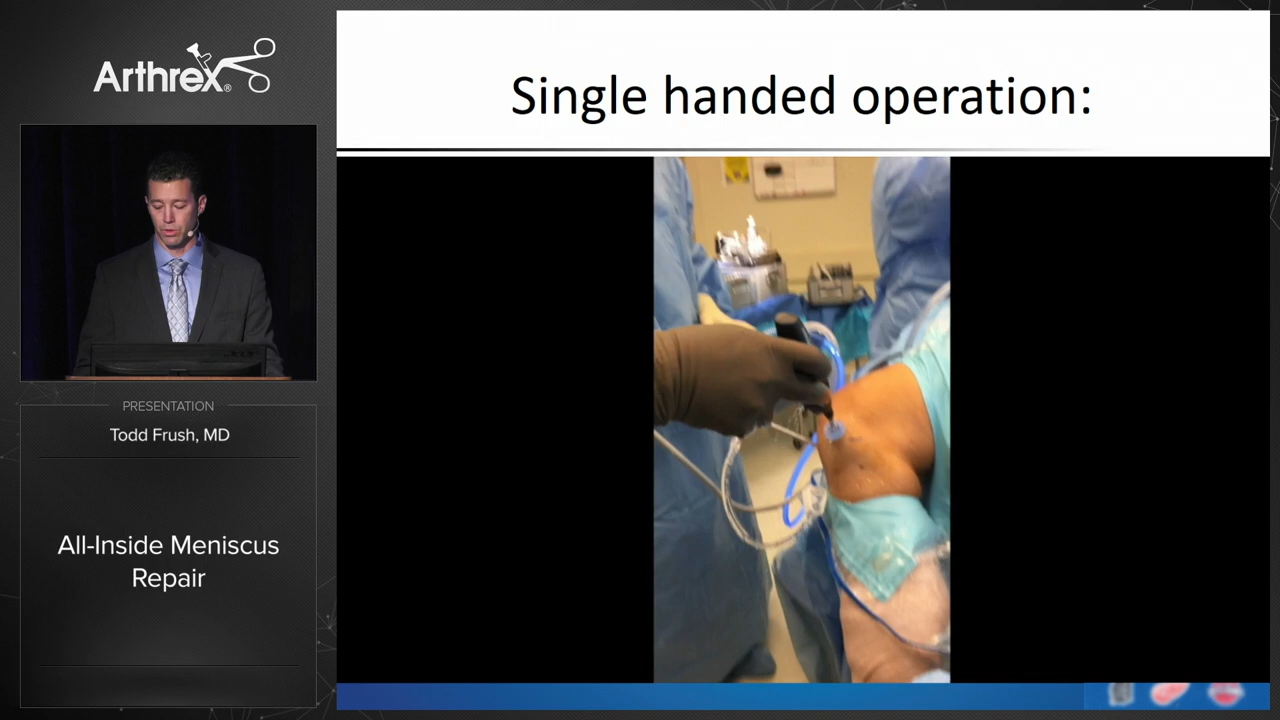 Arthrex®
PRESENTATION
Todd Frush, MD
All-Inside Meniscus
Repair
Single handed operation: